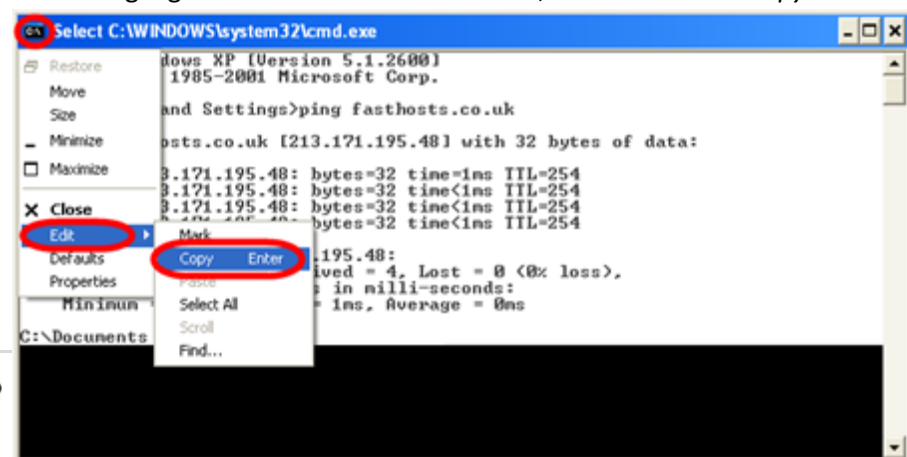 Select C:\WINDOWS\system32\cmd.exe
Restore
Move
Size
Minimize
Maximize
Close
Edit
Defaults
Properties
Mark
Copy Enter
Paste
Select All
Scroll
Find...
dows XP [Version 5.1.2600]
1985-2001 Microsoft Corp.
and Settings>ping fasthosts.co.uk
osts.co.uk [213.171.195.48] with 32 bytes of data:
3.171.195.48: bytes=32 time=1ms TTL=254
3.171.195.48: bytes=32 time<1ms TTL=254
3.171.195.48: bytes=32 time<1ms TTL=254
bytes=32 time<1ms TTL=254
.195.48:
ived = 4, Lost = 0 (0% loss),
in milli-seconds:
Minimum = 1ms, Average = 0ms
C:\Documents